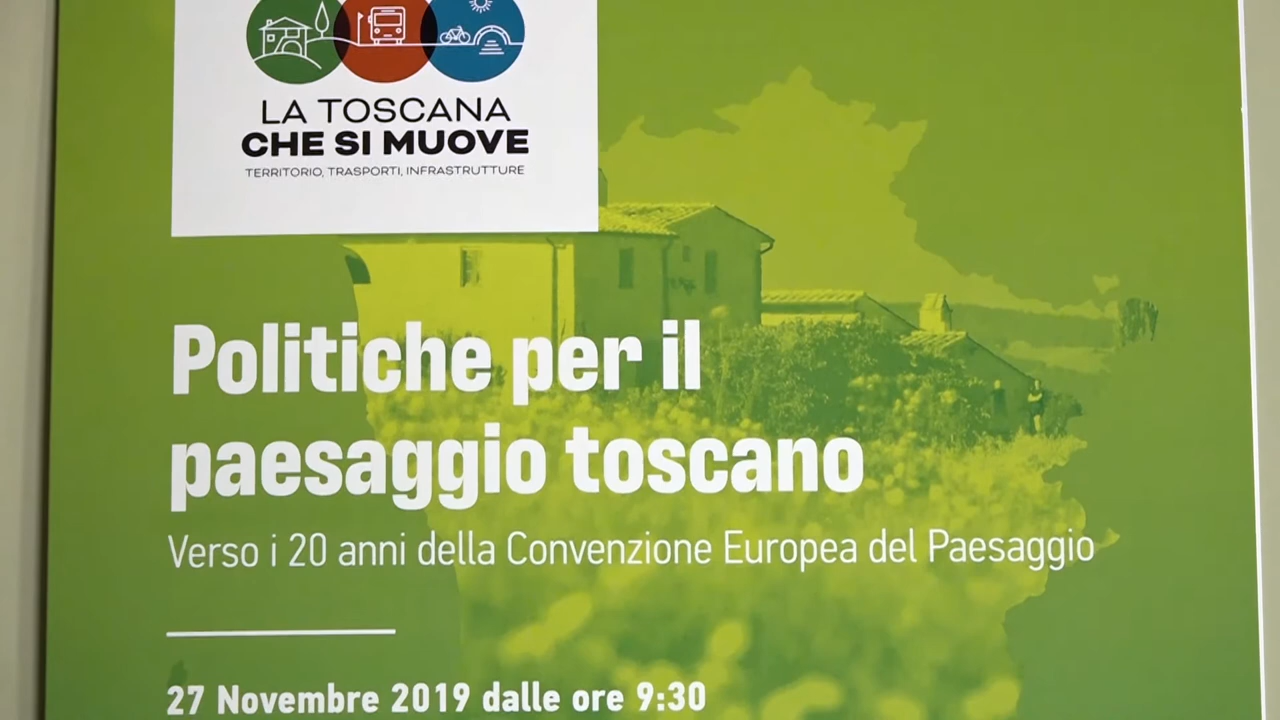 LA TOSCANA
CHE SI MUOVE
TERRITORIO, TRASPORTI, INFRASTRUTTURE
Politiche per il
paesaggio toscano
Verso i 20 anni della Convenzione Europea del Paesaggio
27 Novembre 2019 dalle ore 9:30